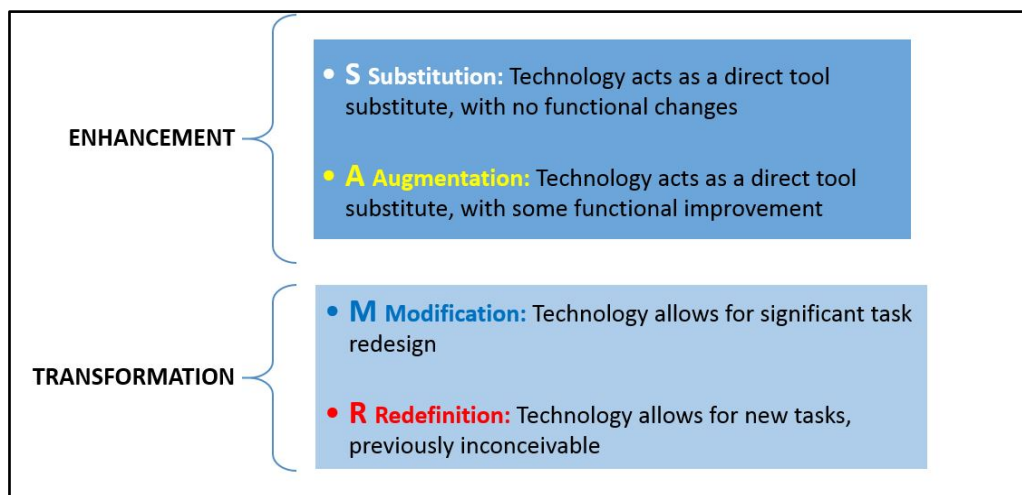 ENHANCEMENT
• S Substitution: Technology acts as a direct tool
substitute, with no functional changes
• A Augmentation: Technology acts as a direct tool
substitute, with some functional improvement
TRANSFORMATION
• M Modification: Technology allows for significant task
redesign
• R Redefinition: Technology allows for new tasks,
previously inconceivable